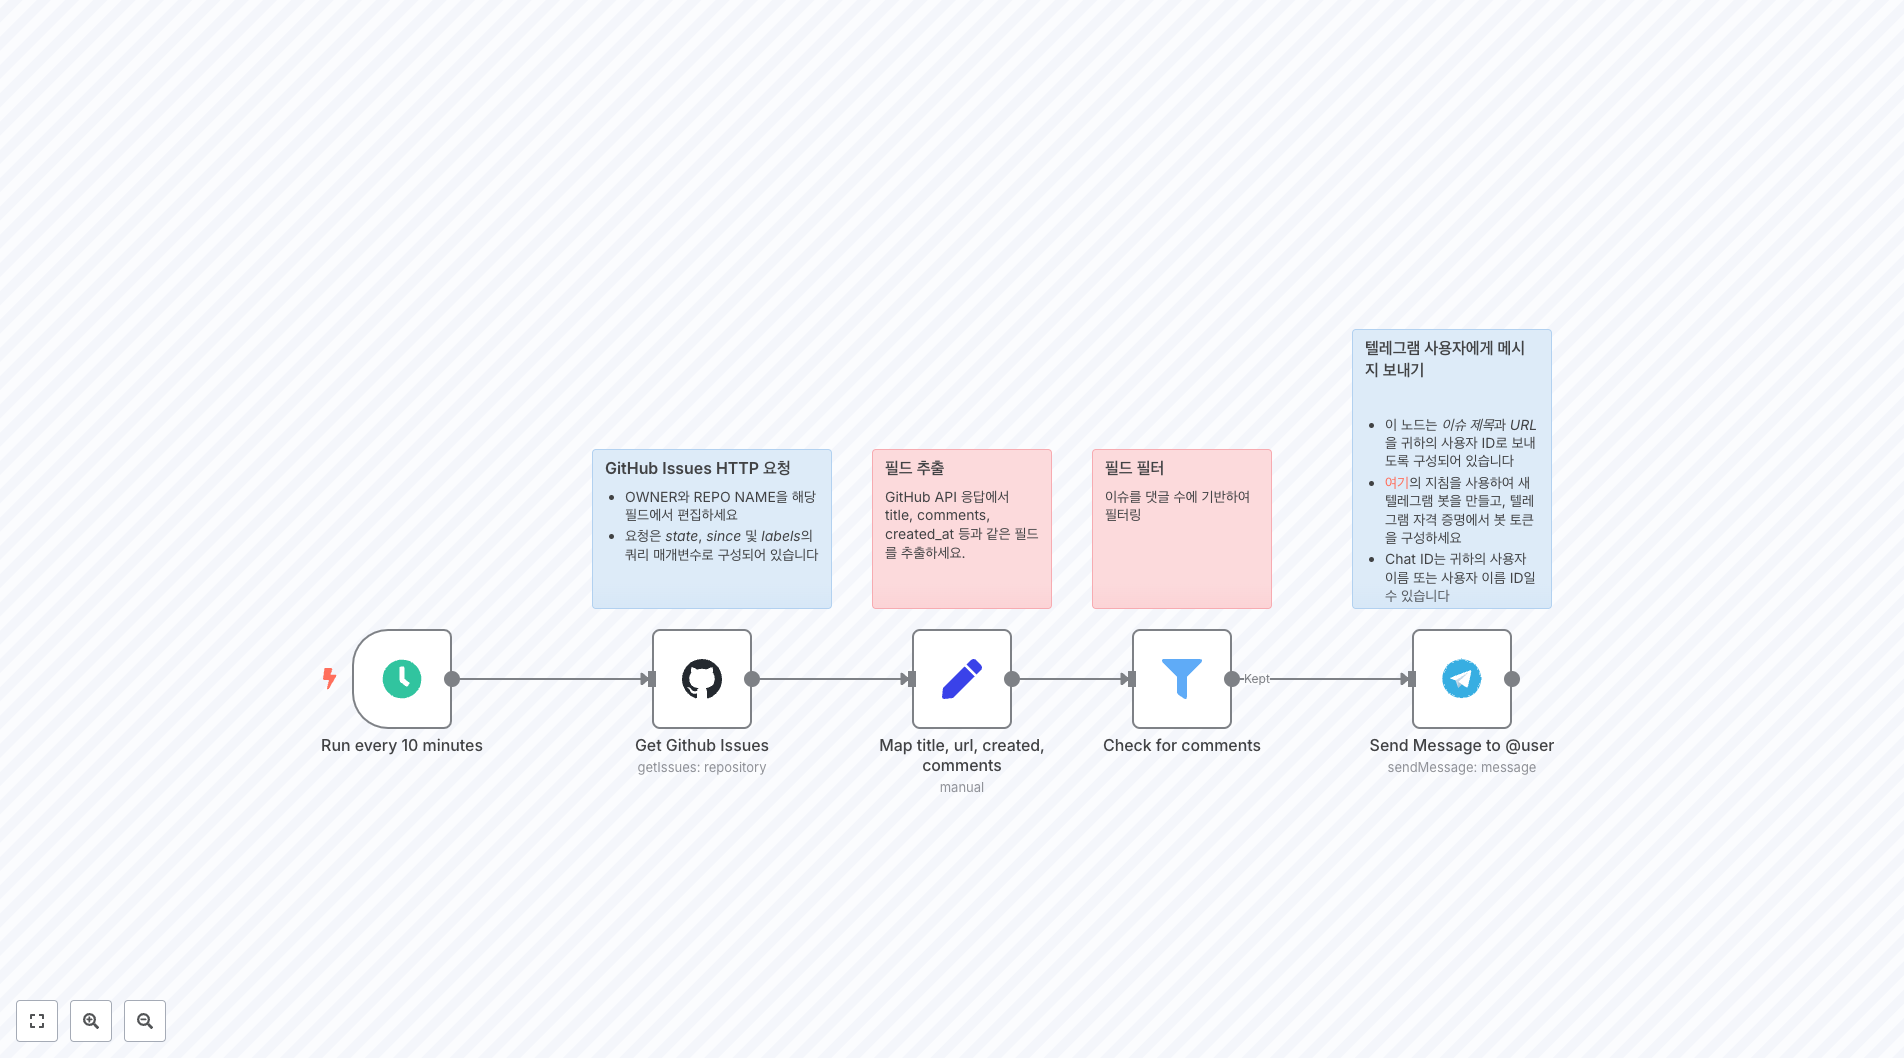 텔레그램 사용자에게 메시
지 보내기
이 노드는 이슈 제목과 URL
을 귀하의 사용자 ID로 보내
도록 구성되어 있습니다
여기의 지침을 사용하여 새
텔레그램 봇을 만들고, 텔레
그램 자격 증명에서 봇 토큰
을 구성하세요
Chat ID는 귀하의 사용자
이름 또는 사용자 이름 ID일
수 있습니다
GitHub Issues HTTP 요청
OWNER와 REPO NAME을 해당
필드에서 편집하세요
요청은 state, since 및 labels의
쿼리 매개변수로 구성되어 있습니다
필드 추출
GitHub API 응답에서
title, comments,
created_at 등과 같은 필드
를 추출하세요.
필드 필터
이슈를 댓글 수에 기반하여
필터링
Kept
Run every 10 minutes
Get Github Issues
getIssues: repository
Map title, url, created,
comments
manual
Check for comments
Send Message to @user
sendMessage: message